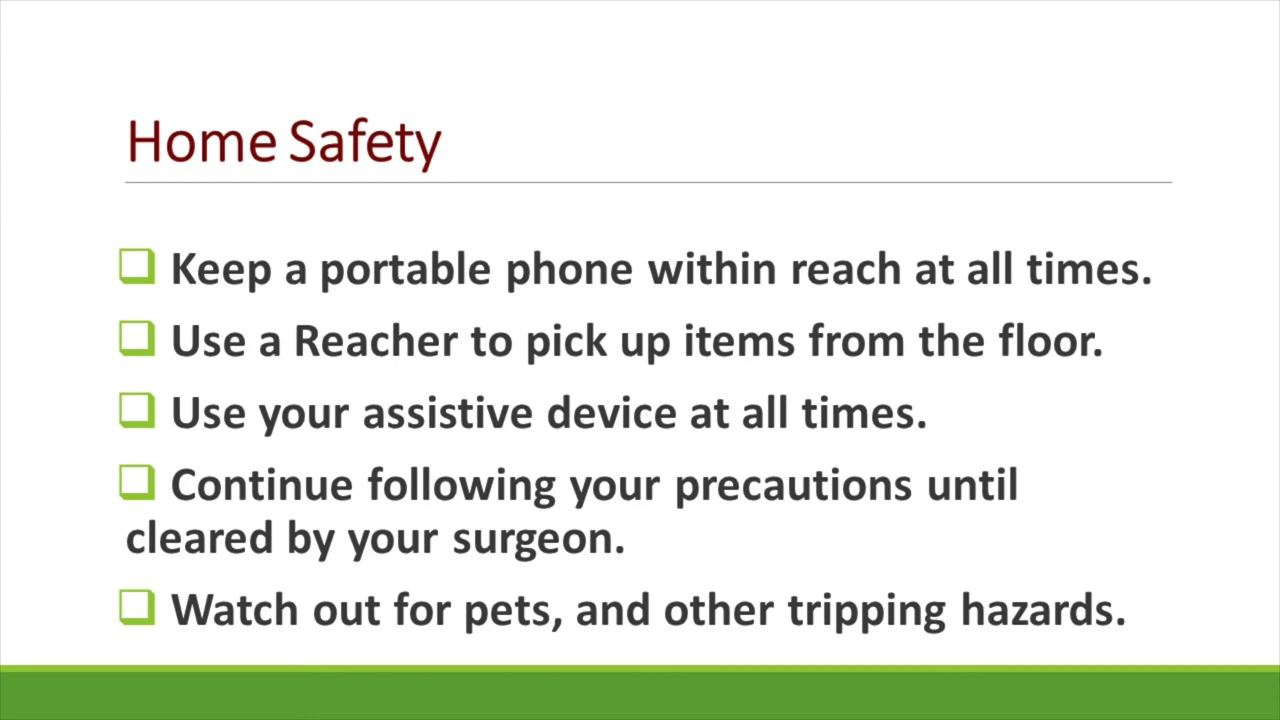 Home Safety
Keep a portable phone within reach at all times.
Use a Reacher to pick up items from the floor.
Use your assistive device at all times.
Continue following your precautions until
cleared by your surgeon.
Watch out for pets, and other tripping hazards.